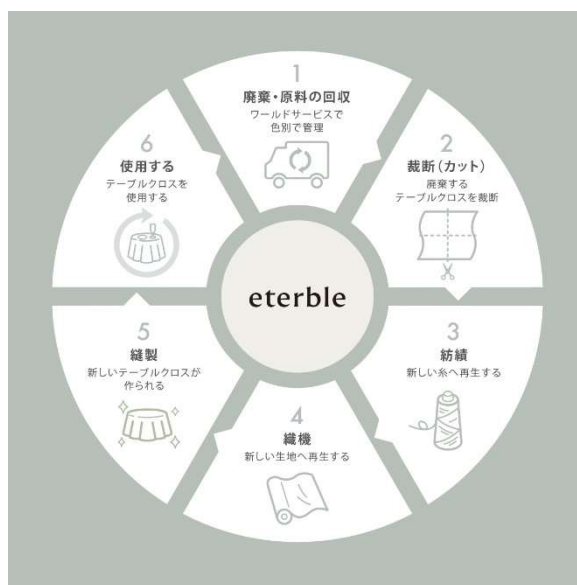 1
廃棄・原料の回収
ワールドサービスで
色別で管理
2
裁断(カット)
廃棄する
テーブルクロスを裁断
3
紡績
新しい糸へ再生する
4
織機
新しい生地へ再生する
5
縫製
新しいテーブルクロスが
作られる
6
使用する
テーブルクロスを
使用する
eterble